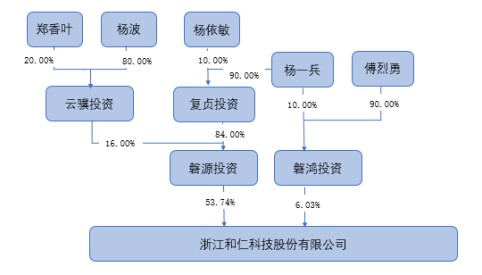 郑香叶
杨波
杨依敏
杨一兵
傅烈勇
20.00%
80.00%
10.00%
90.00%
10.00%
90.00%
云骥投资
复贞投资
16.00%
84.00%
磐源投资
磐鸿投资
53.74%
6.03%
浙江和仁科技股份有限公司